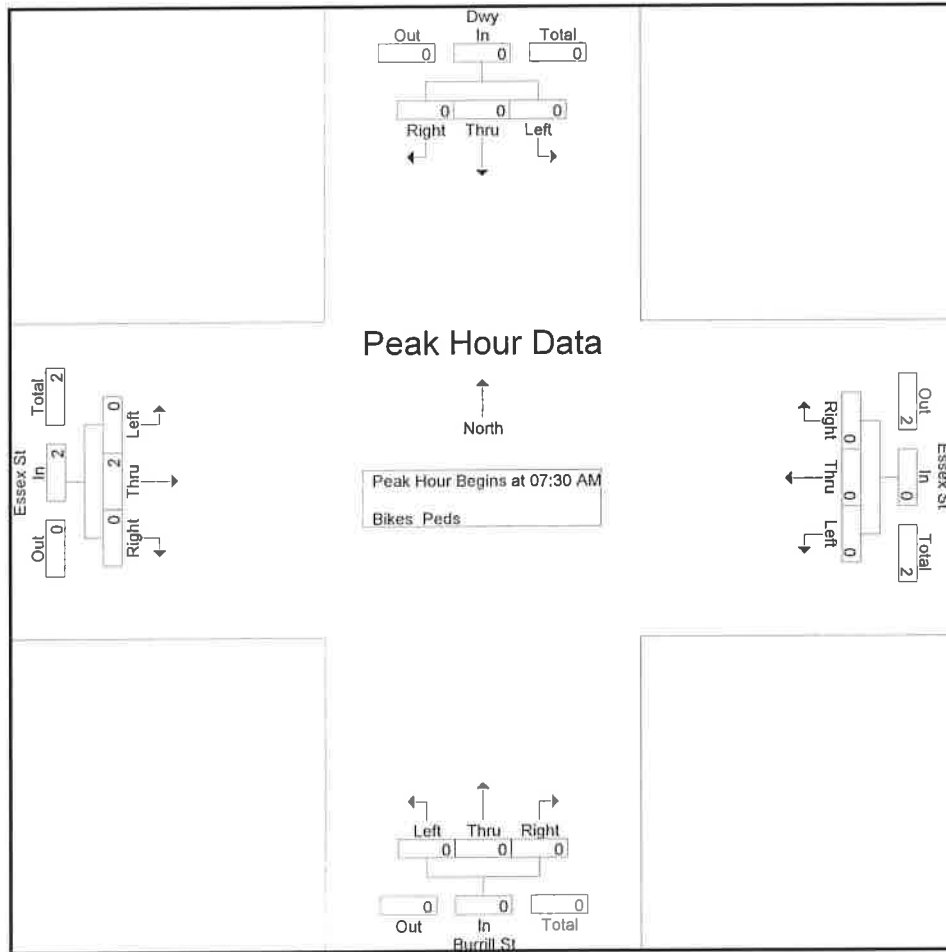 Dwy
Out In Total
0 0 0
0 0 0
Right Thru Left
Peak Hour Data
North
Peak Hour Begins at 07:30 AM
Bikes Peds
Essex St
Out In Total
0 2 2
Right Thru Left
0 2 0
Essex St
Out In Total
2 0 2
Right Thru Left
0 0 0
Left Thru Right
0 0 0
0 0 0
Out In Total
Burrill St